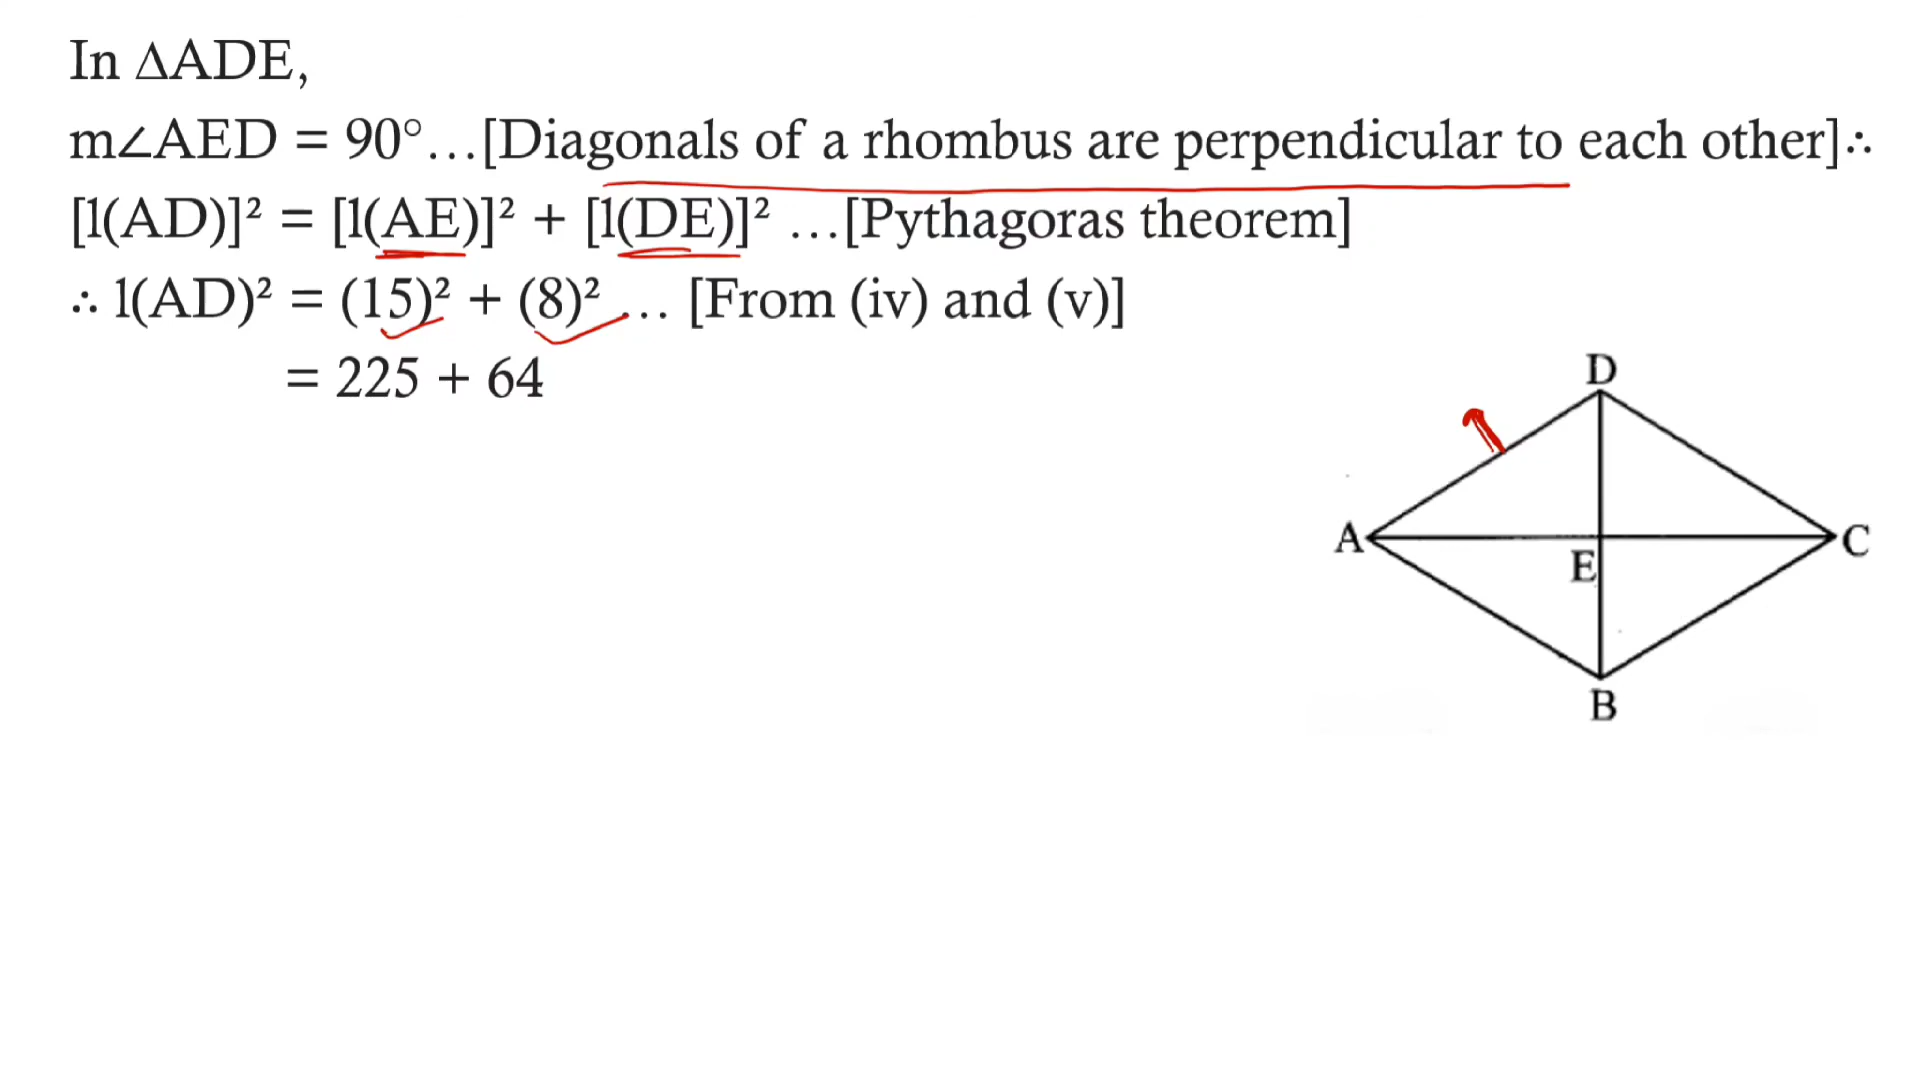 In ∆ADE,
m∠AED = 90°…[Diagonals of a rhombus are perpendicular to each other]∴
[l(AD)]² = [l(AE)]² + [l(DE)]² …[Pythagoras theorem]
∴ l(AD)² = (15)² + (8)² … [From (iv) and (v)]
= 225 + 64
D
A
C
E
B